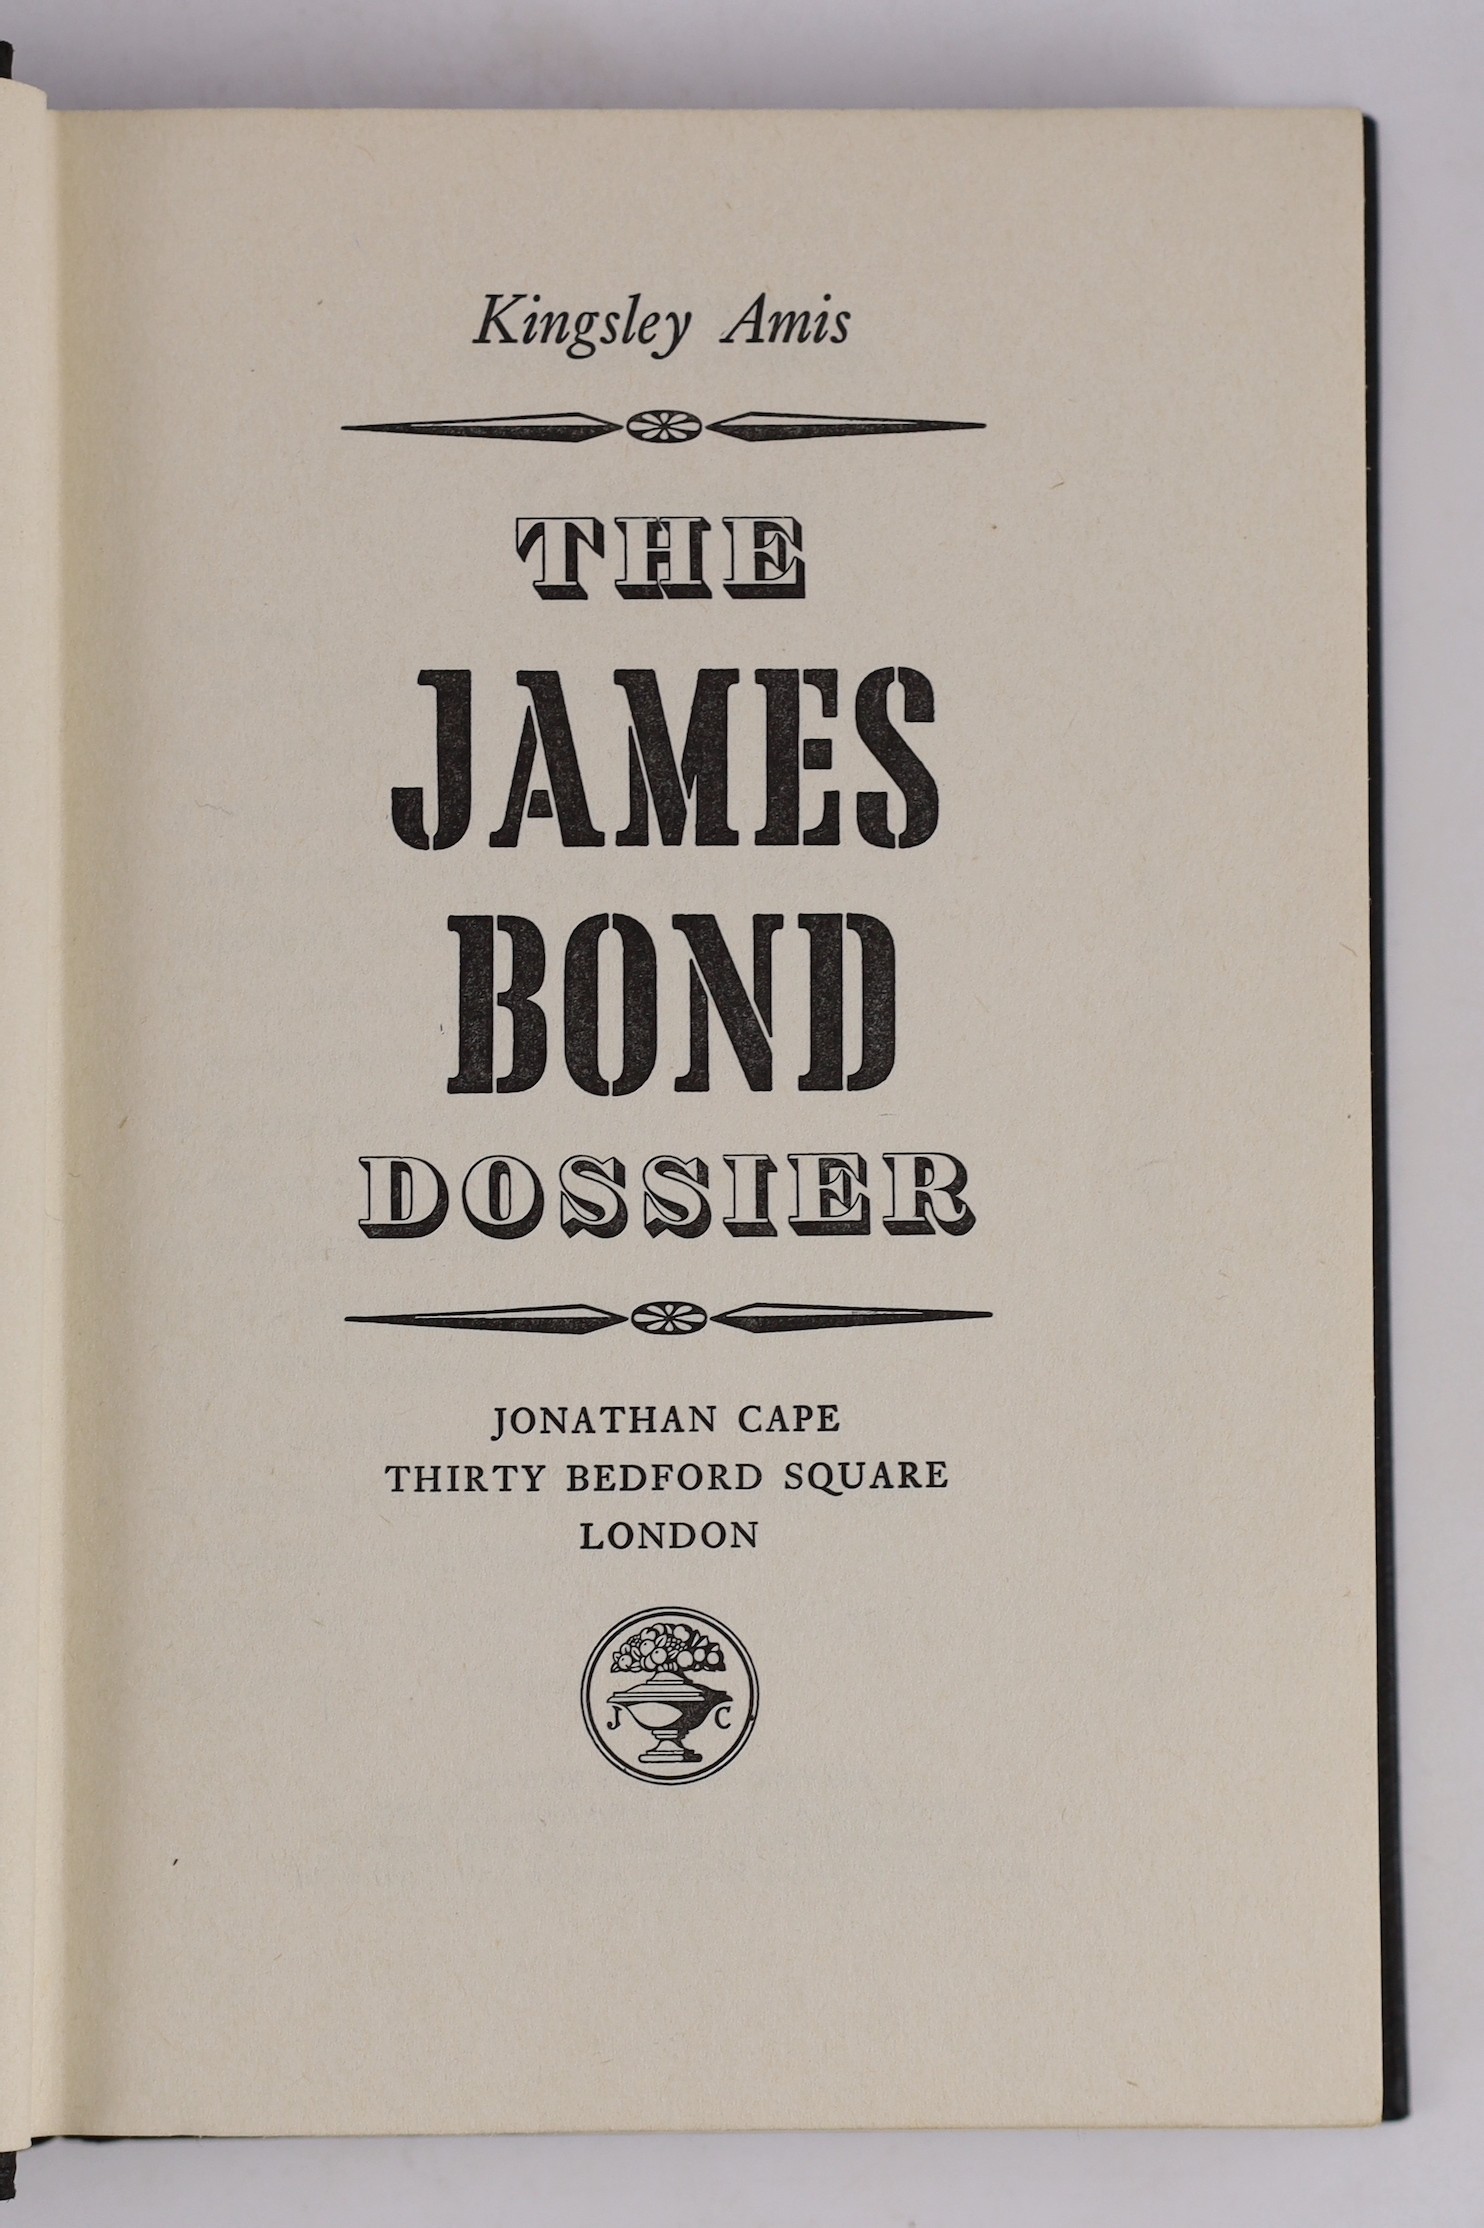 Kingsley Amis
THE
JAMES
BOND
DOSSIER
JONATHAN CAPE
THIRTY BEDFORD SQUARE
LONDON
J C